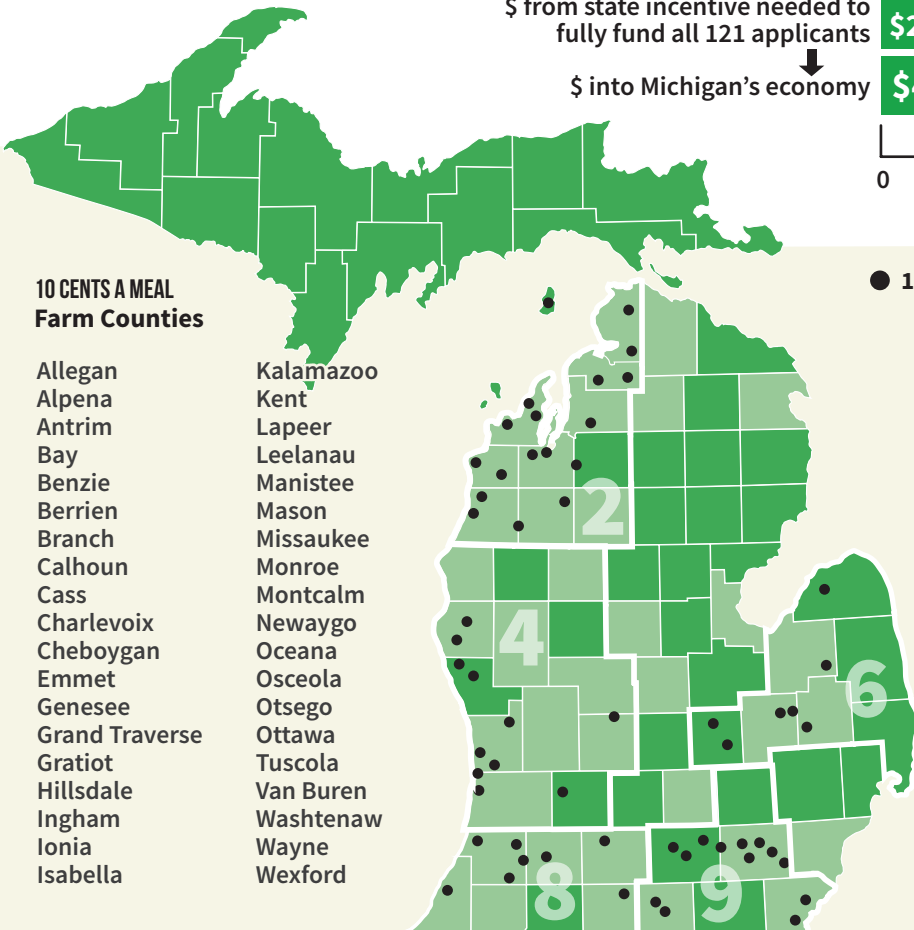 $ from state incentive needed to
fully fund all 121 applicants
$2
$ into Michigan's economy
$4
0
1
10 CENTS A MEAL
Farm Counties
Allegan
Alpena
Antrim
Bay
Benzie
Berrien
Branch
Calhoun
Cass
Charlevoix
Cheboygan
Emmet
Genesee
Grand Traverse
Gratiot
Hillsdale
Ingham
Ionia
Isabella
Kalamazoo
Kent
Lapeer
Leelanau
Manistee
Mason
Missaukee
Monroe
Montcalm
Newaygo
Oceana
Osceola
Otsego
Ottawa
Tuscola
Van Buren
Washtenaw
Wayne
Wexford
2
4
6
8
9